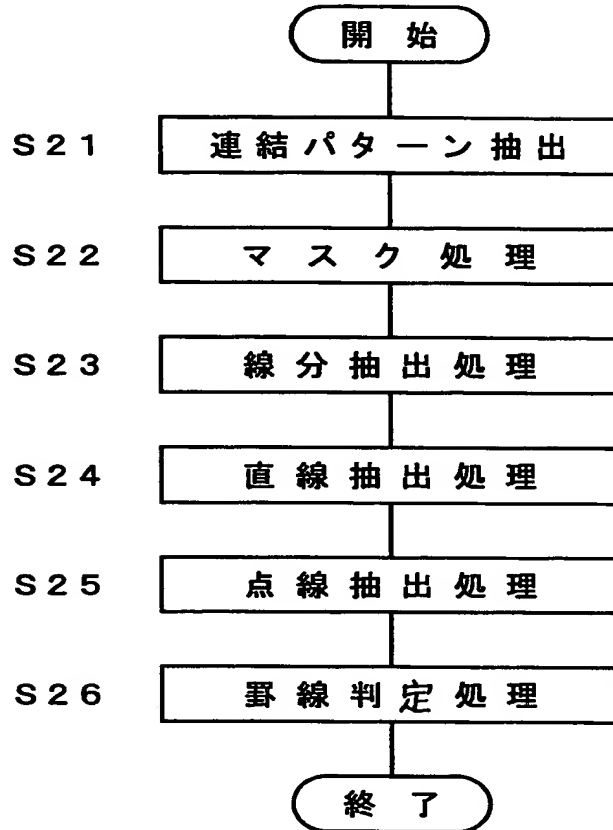 開始
S21 連結パターン抽出
S22 マスク処理
S23 線分抽出処理
S24 直線抽出処理
S25 点線抽出処理
S26 罫線判定処理
終了